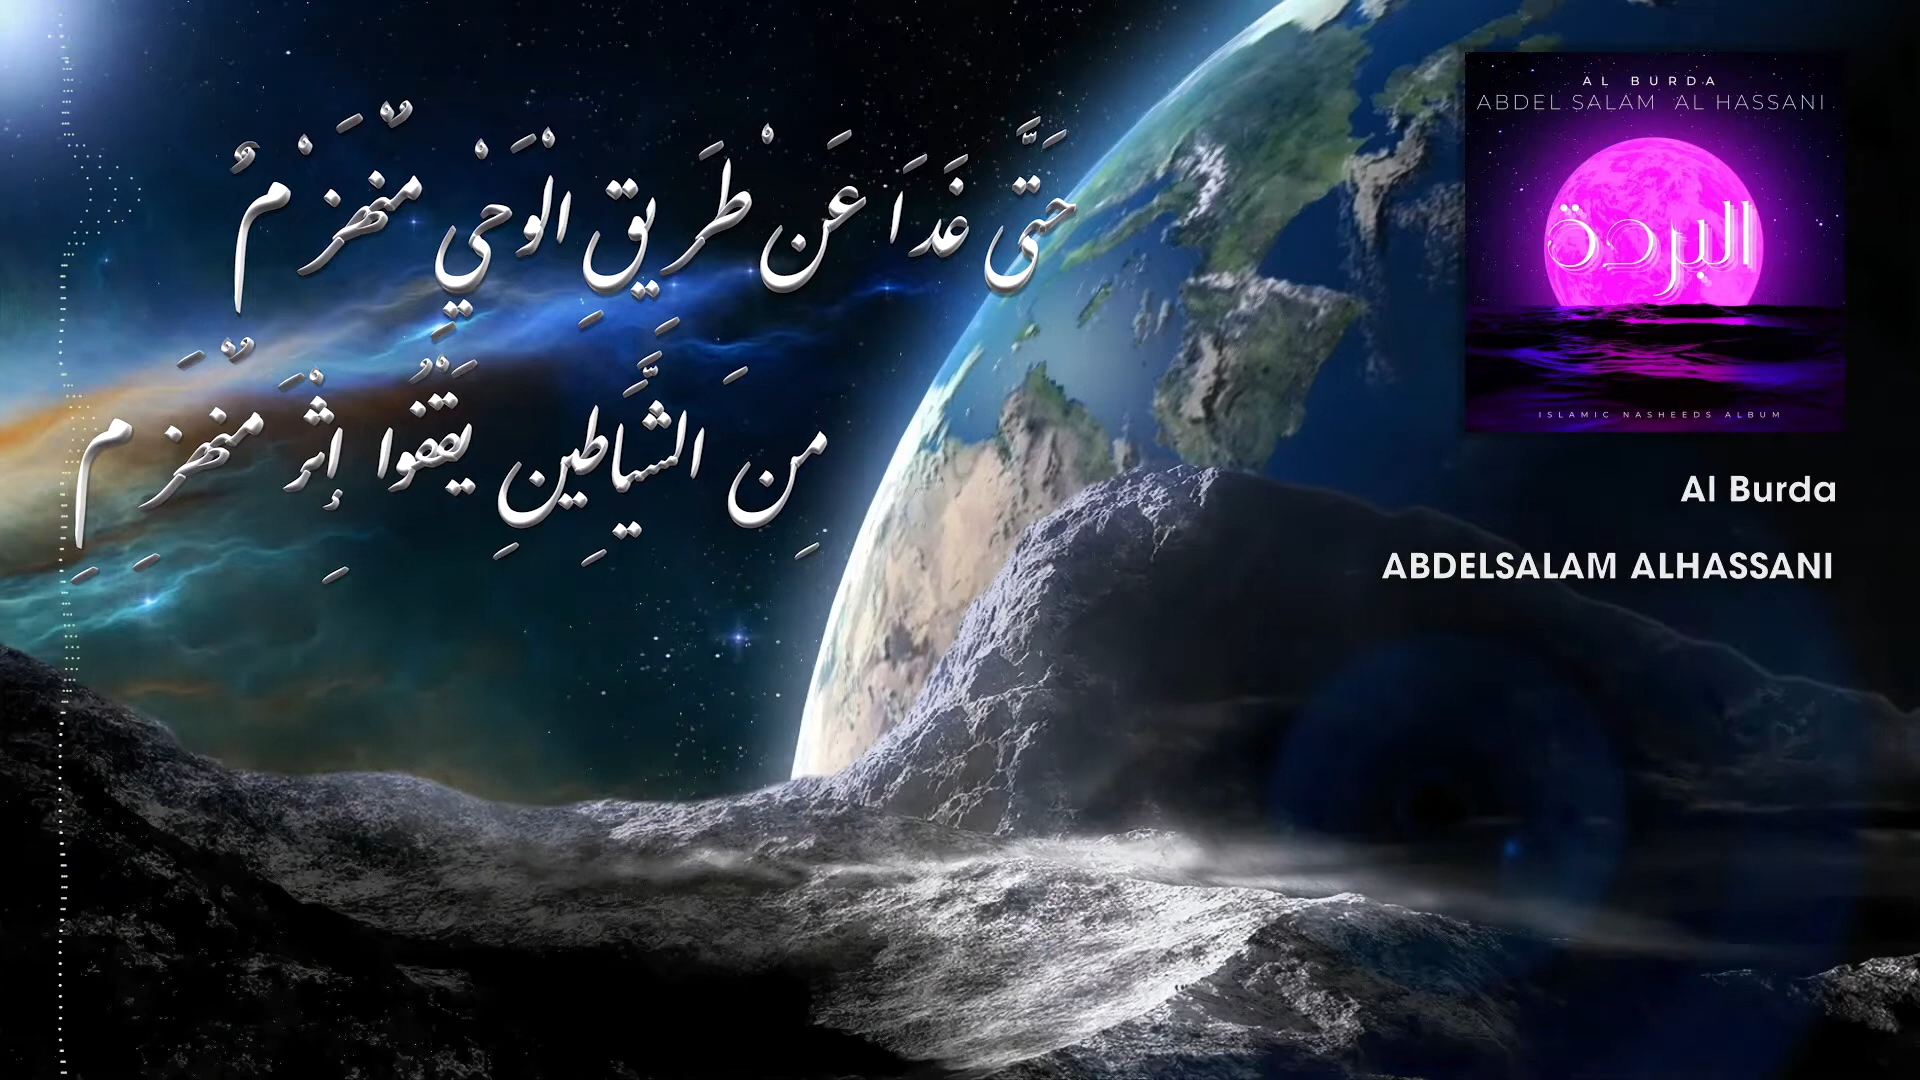 حَتَّى غَدَا عَن طَرِيقِ الْوَحْيِ مُنْهَزِمٌ
مِنِ الشَّيَاطِينِ يَقْفُوا إِثْرَ مُنْهَزِمِ
AL BURDA
ABDEL SALAM AL HASSANI
البردة
ISLAMIC NASHEEDS ALBUM
Al Burda
ABDELSALAM ALHASSANI